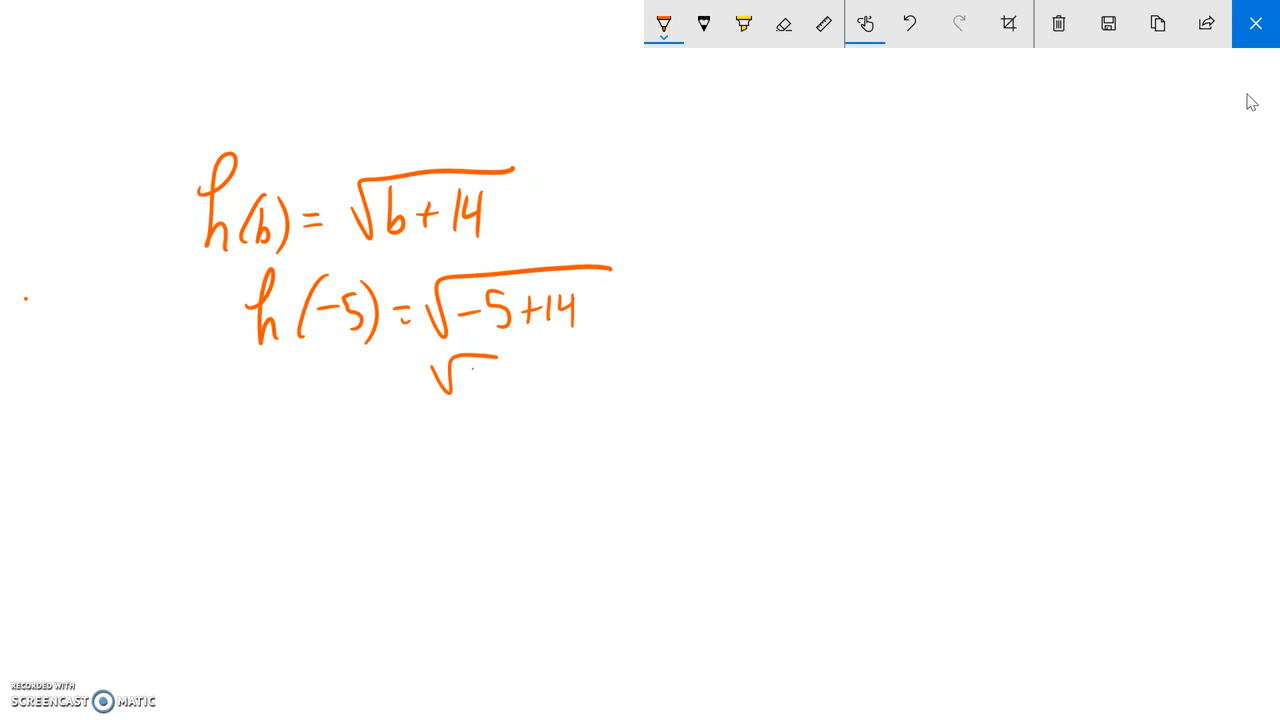 h(b) = √b+14
h(-5) = √-5+14
√
RECORDED WITH
SCREENCAST MATIC